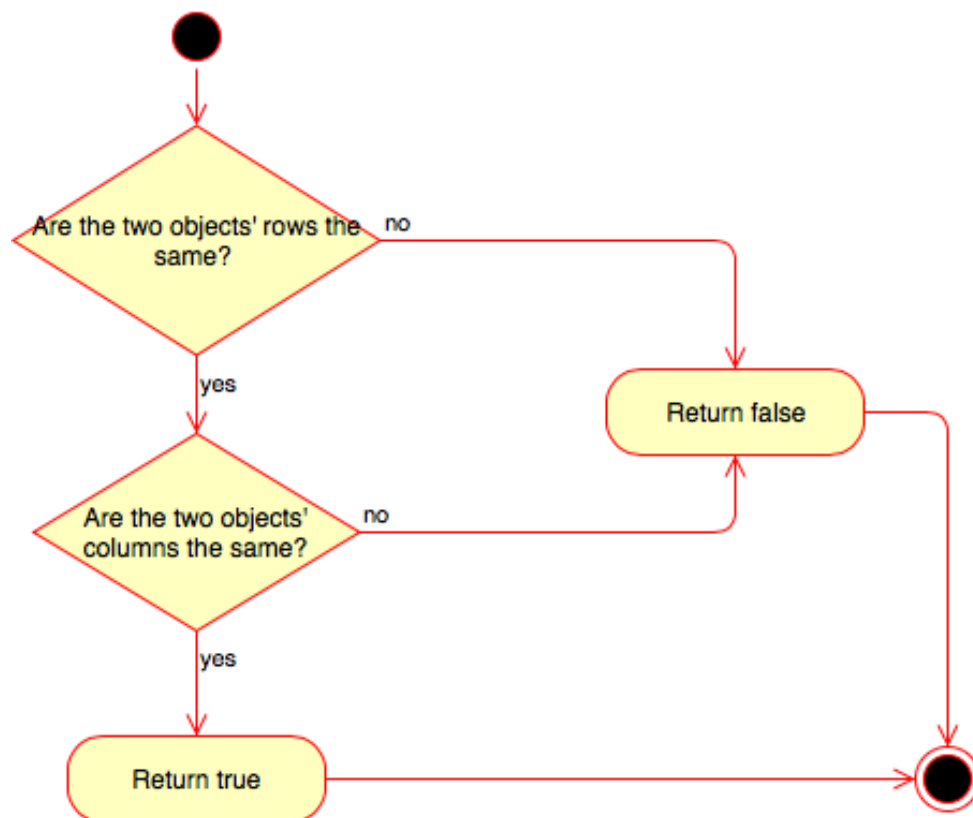 Are the two objects' rows the
same?
no
yes
Return false
Are the two objects'
columns the same?
no
yes
Return true